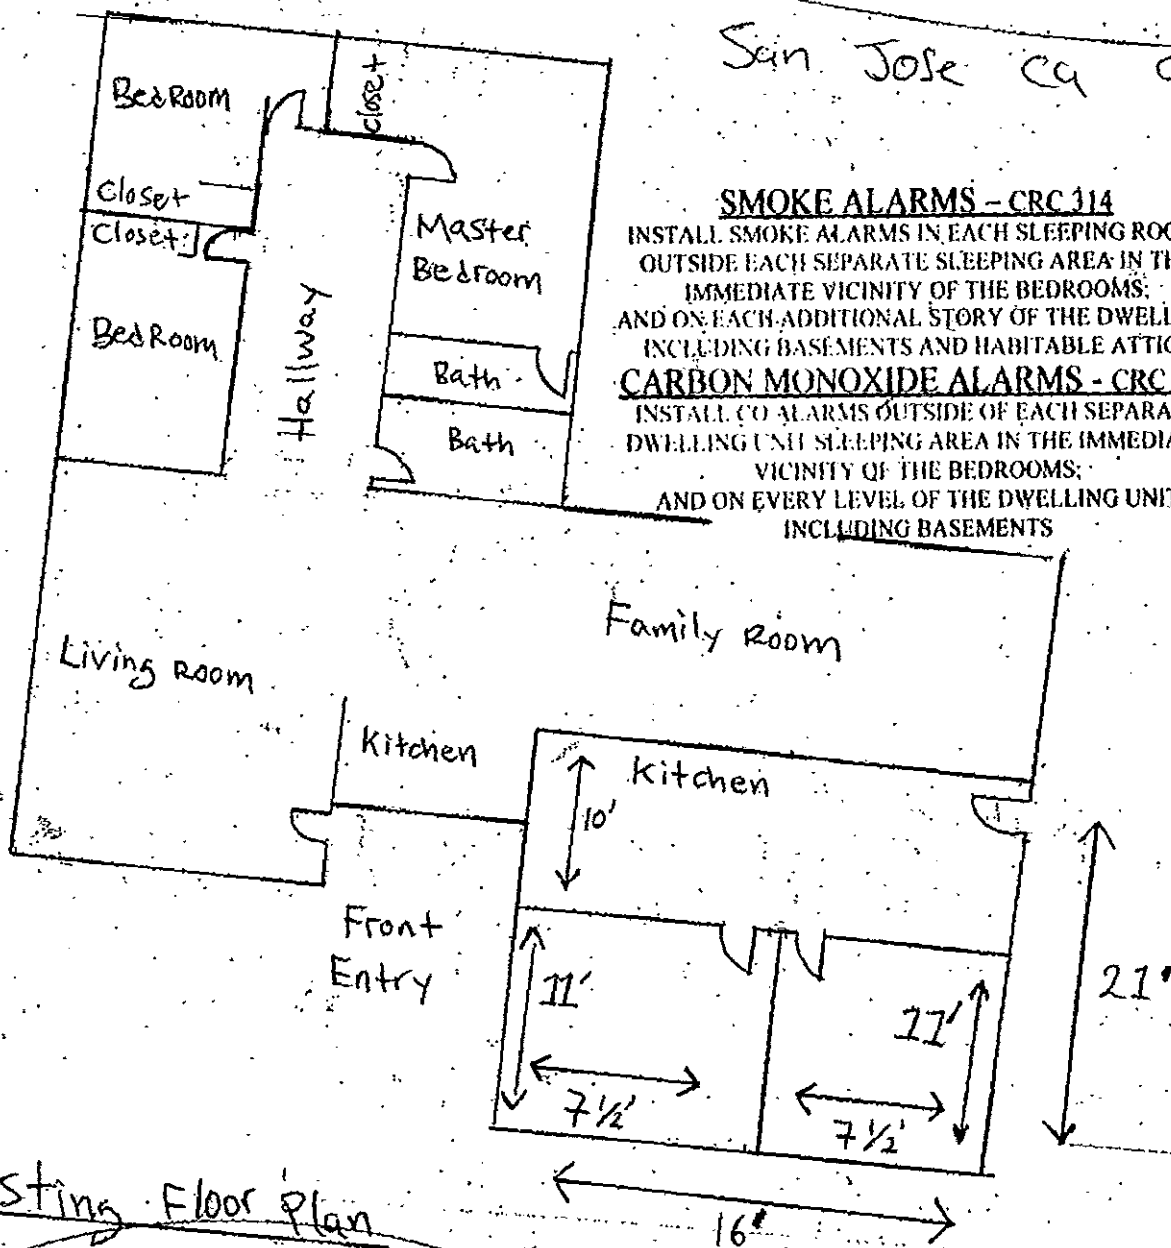 San Jose Ca
BedRoom
closet
Closet
Closet
Master
Bedroom
BedRoom
Hallway
Bath
Bath
SMOKE ALARMS – CRC 314
INSTALL SMOKE ALARMS IN EACH SLEEPING ROO
OUTSIDE EACH SEPARATE SLEEPING AREA IN TH
IMMEDIATE VICINITY OF THE BEDROOMS;
AND ON EACH ADDITIONAL STORY OF THE DWELL
INCLUDING BASEMENTS AND HABITABLE ATTIC
CARBON MONOXIDE ALARMS - CRC
INSTALL CO ALARMS OUTSIDE OF EACH SEPARA
DWELLING UNIT SLEEPING AREA IN THE IMMEDIA
VICINITY OF THE BEDROOMS;
AND ON EVERY LEVEL OF THE DWELLING UNIT
INCLUDING BASEMENTS
Family Room
Living Room
Kitchen
Kitchen
10'
Front
Entry
11'
11'
21'
7 1/2'
7 1/2'
16'
sting Floor Plan